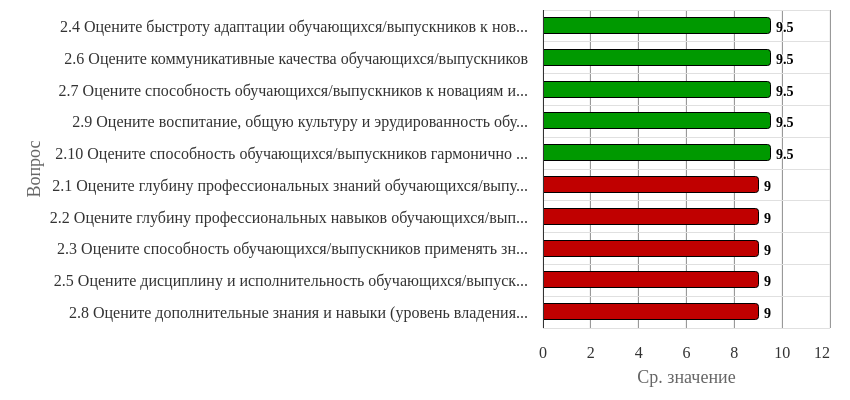 2.4 Оцените быстроту адаптации обучающихся/выпускников к нов... 9.5
2.6 Оцените коммуникативные качества обучающихся/выпускников 9.5
2.7 Оцените способность обучающихся/выпускников к новациям и... 9.5
2.9 Оцените воспитание, общую культуру и эрудированность обу... 9.5
2.10 Оцените способность обучающихся/выпускников гармонично ... 9.5
2.1 Оцените глубину профессиональных знаний обучающихся/выпу... 9
2.2 Оцените глубину профессиональных навыков обучающихся/вып... 9
2.3 Оцените способность обучающихся/выпускников применять зн... 9
2.5 Оцените дисциплину и исполнительность обучающихся/выпуск... 9
2.8 Оцените дополнительные знания и навыки (уровень владения... 9
Вопрос
0 2 4 6 8 10 12
Ср. значение